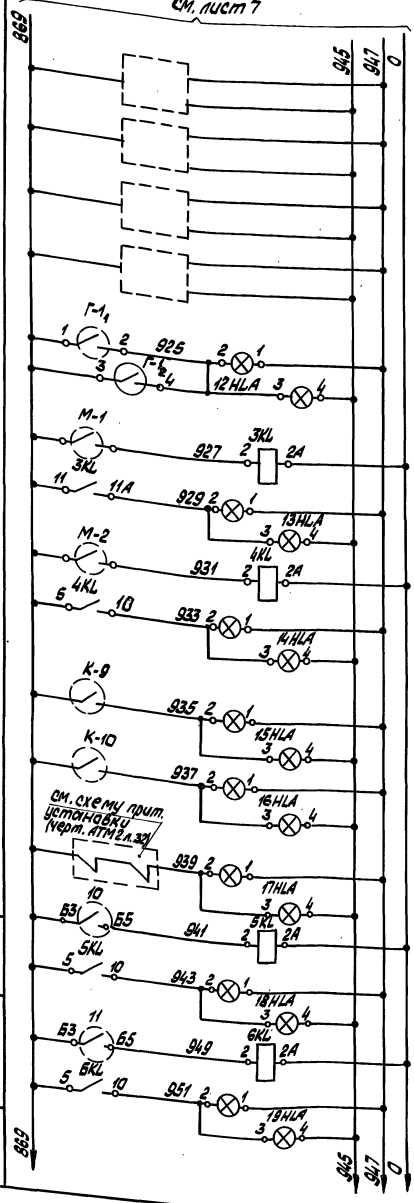 см. лист 7
869
945
947
0
Г-1₁
1
2
925
2
1
3
Г-1₂
4
12HLA
3
4
М-1
927
3KL
2
2А
3KL
11
11А
929
2
1
13HLA
3
4
М-2
931
4KL
2
2А
4KL
6
10
933
2
1
14HLA
3
4
К-9
935
2
1
15HLA
3
4
К-10
937
2
1
16HLA
3
4
см. схему прит.
установки
(черт. АТМ2 л.32)
939
2
1
17HLA
3
4
10
Б3
Б5
941
5KL
2
2А
5KL
5
10
943
2
1
18HLA
3
4
11
Б3
Б5
949
6KL
2
2А
6KL
5
10
951
2
1
19HLA
3
4
869
945
947
0